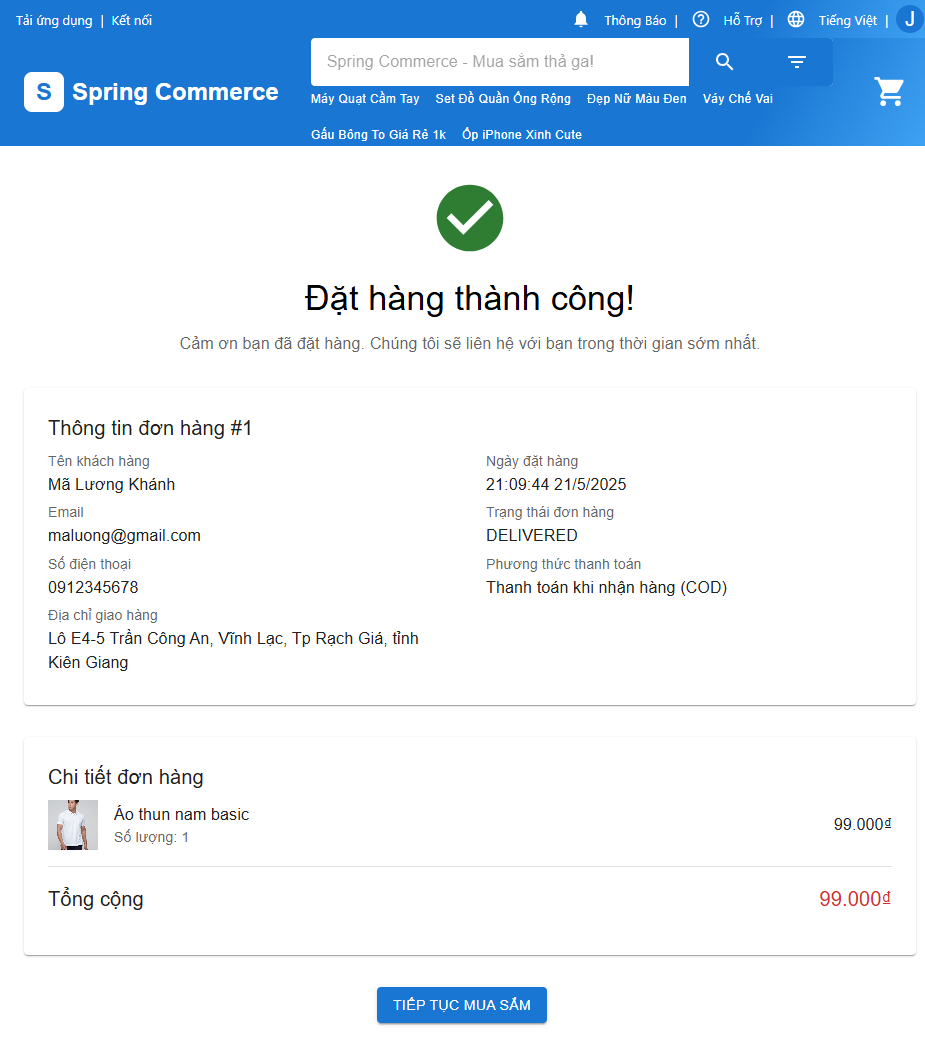 Tải ứng dụng | Kết nối
Thông Báo | Hỗ Trợ | Tiếng Việt | J
Spring Commerce - Mua sắm thả ga!
S Spring Commerce
Máy Quạt Cầm Tay Set Đồ Quần Ống Rộng Đẹp Nữ Màu Đen Váy Chế Vai
Gấu Bông To Giá Rẻ 1k Ốp iPhone Xinh Cute
Đặt hàng thành công!
Cảm ơn bạn đã đặt hàng. Chúng tôi sẽ liên hệ với bạn trong thời gian sớm nhất.
Thông tin đơn hàng #1
Tên khách hàng
Mã Lương Khánh
Email
maluong@gmail.com
Số điện thoại
0912345678
Địa chỉ giao hàng
Lô E4-5 Trần Công An, Vĩnh Lạc, Tp Rạch Giá, tỉnh
Kiên Giang
Ngày đặt hàng
21:09:44 21/5/2025
Trạng thái đơn hàng
DELIVERED
Phương thức thanh toán
Thanh toán khi nhận hàng (COD)
Chi tiết đơn hàng
Áo thun nam basic
Số lượng: 1
99.000₫
Tổng cộng 99.000₫
TIẾP TỤC MUA SẮM